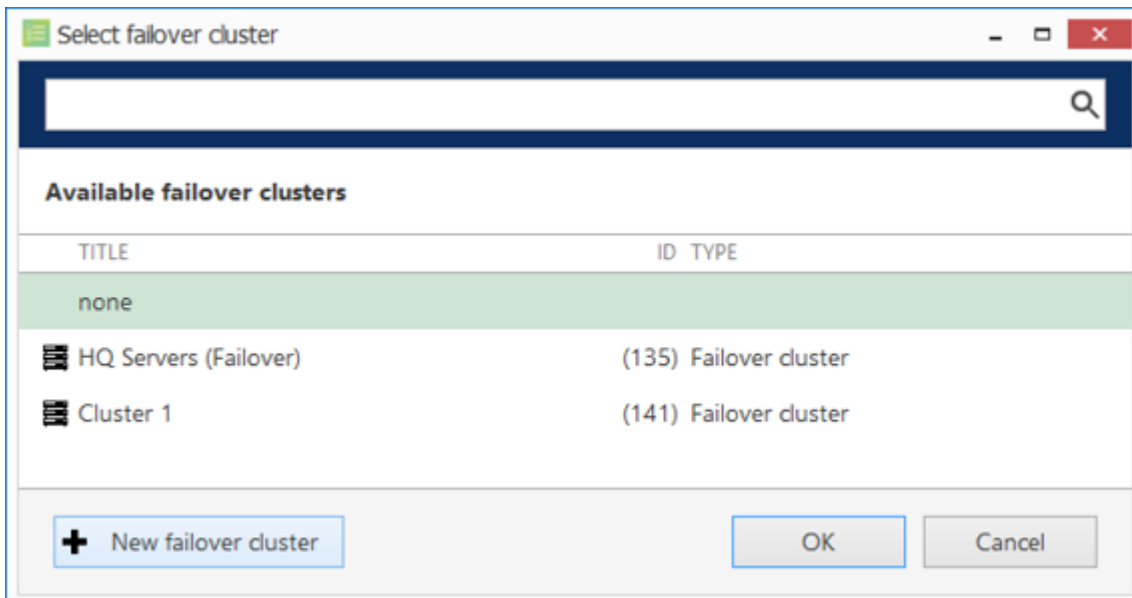 Select failover cluster
Available failover clusters
TITLE ID TYPE
none
HQ Servers (Failover) (135) Failover cluster
Cluster 1 (141) Failover cluster
New failover cluster OK Cancel